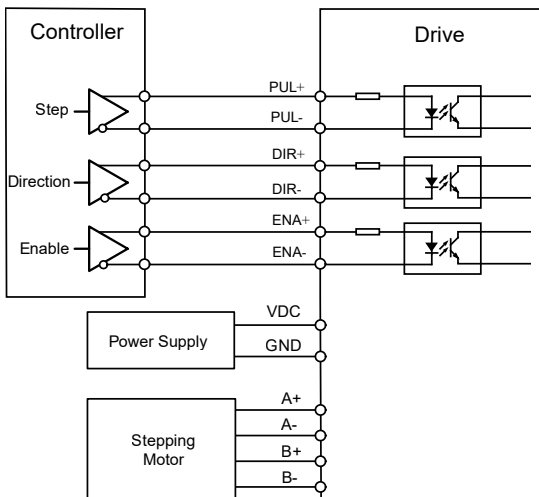 Controller
Drive
PUL+
Step
PUL-
DIR+
Direction
DIR-
ENA+
Enable
ENA-
VDC
Power Supply
GND
A+
A-
Stepping
Motor
B+
B-